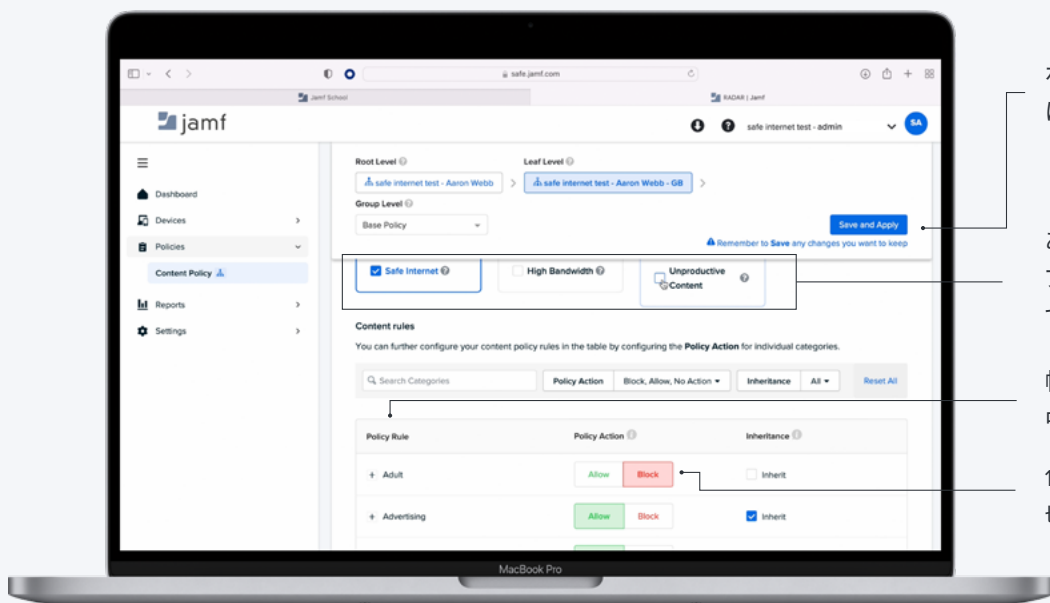 safe.jamf.com
Jamf School
RADAR | Jamf
jamf
safe internet test - admin
SA
Root Level
Leaf Level
safe internet test - Aaron Webb
safe internet test - Aaron Webb - GB
Group Level
Base Policy
Save and Apply
Remember to Save any changes you want to keep
Dashboard
Devices
Policies
Content Policy
Reports
Settings
Safe Internet
High Bandwidth
Unproductive
Content
Content rules
You can further configure your content policy rules in the table by configuring the Policy Action for individual categories.
Search Categories
Policy Action
Block, Allow, No Action
Inheritance
All
Reset All
Policy Rule
Policy Action
Inheritance
+ Adult
Allow
Block
Inherit
+ Advertising
Allow
Block
Inherit
MacBook Pro